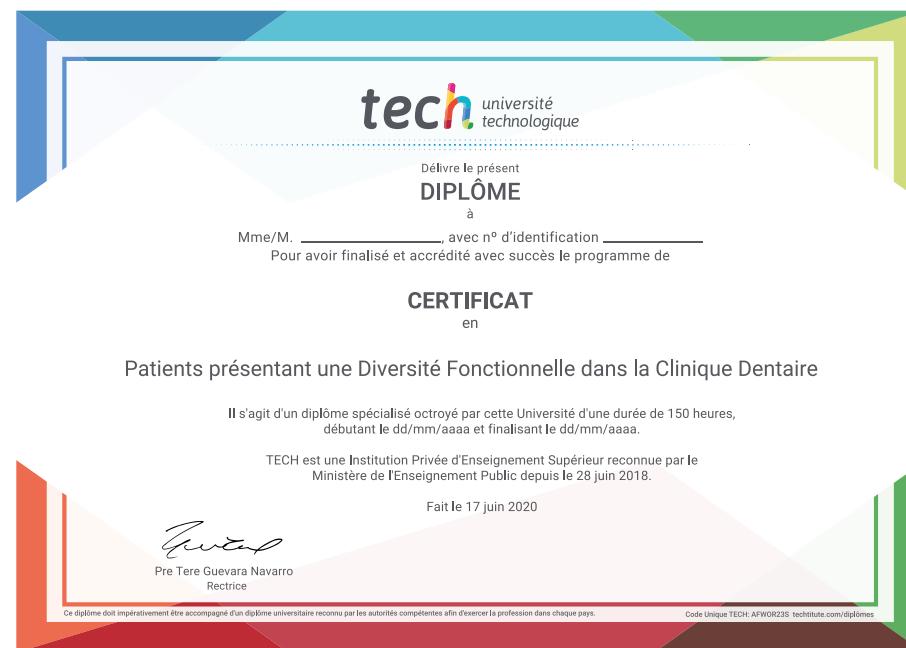 tech université
technologique
Délivre le présent
DIPLÔME
à
Mme/M. ____________________, avec nº d'identification ______________
Pour avoir finalisé et accrédité avec succès le programme de
CERTIFICAT
en
Patients présentant une Diversité Fonctionnelle dans la Clinique Dentaire
Il s'agit d'un diplôme spécialisé octroyé par cette Université d'une durée de 150 heures,
débutant le dd/mm/aaaa et finalisant le dd/mm/aaaa.
TECH est une Institution Privée d'Enseignement Supérieur reconnue par le
Ministère de l'Enseignement Public depuis le 28 juin 2018.
Fait le 17 juin 2020
Pre Tere Guevara Navarro
Rectrice
Ce diplôme doit impérativement être accompagné d'un diplôme universitaire reconnu par les autorités compétentes afin d'exercer la profession dans chaque pays.
Code Unique TECH: AFWOR23S techtitute.com/diplômes